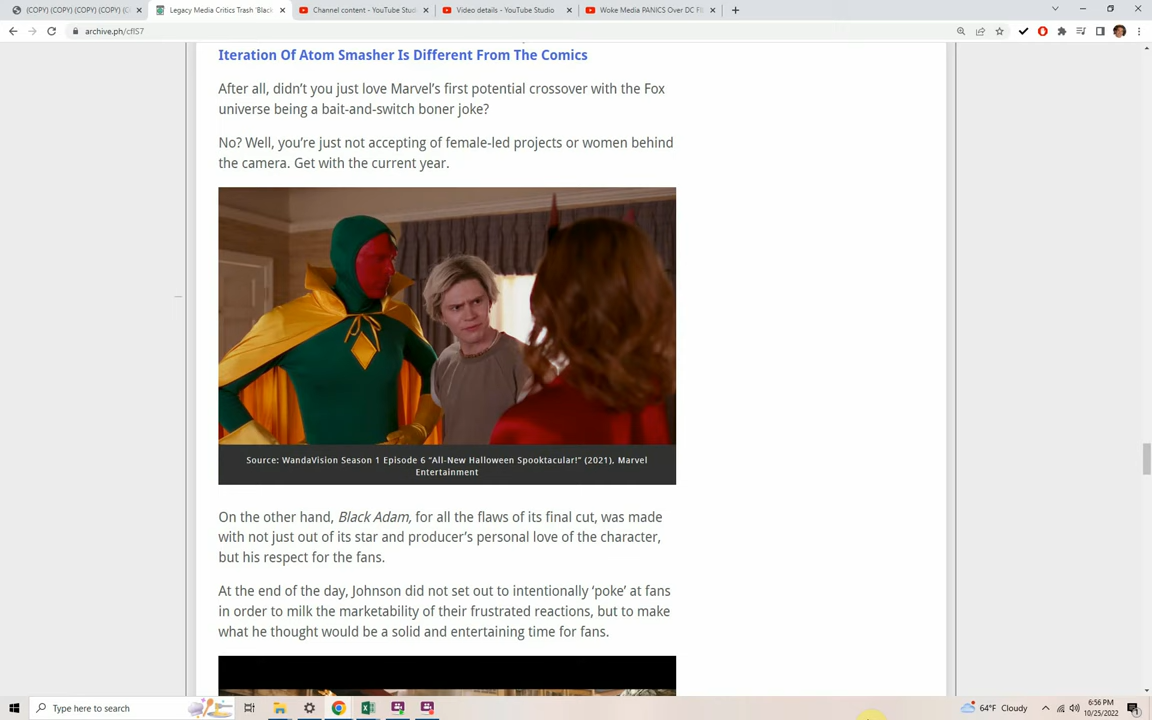 (COPY) (COPY) (COPY) (COPY) (C
Legacy Media Critics Trash 'Black
Channel content - YouTube Stud
Video details - YouTube Studio
Woke Media PANICS Over DC F
archive.ph/cflS7
Iteration Of Atom Smasher Is Different From The Comics
After all, didn't you just love Marvel's first potential crossover with the Fox
universe being a bait-and-switch boner joke?
No? Well, you're just not accepting of female-led projects or women behind
the camera. Get with the current year.
Source: WandaVision Season 1 Episode 6 "All-New Halloween Spooktacular!" (2021), Marvel
Entertainment
On the other hand, Black Adam, for all the flaws of its final cut, was made
with not just out of its star and producer's personal love of the character,
but his respect for the fans.
At the end of the day, Johnson did not set out to intentionally 'poke' at fans
in order to milk the marketability of their frustrated reactions, but to make
what he thought would be a solid and entertaining time for fans.
Type here to search
64°F Cloudy
6:56 PM
10/25/2022